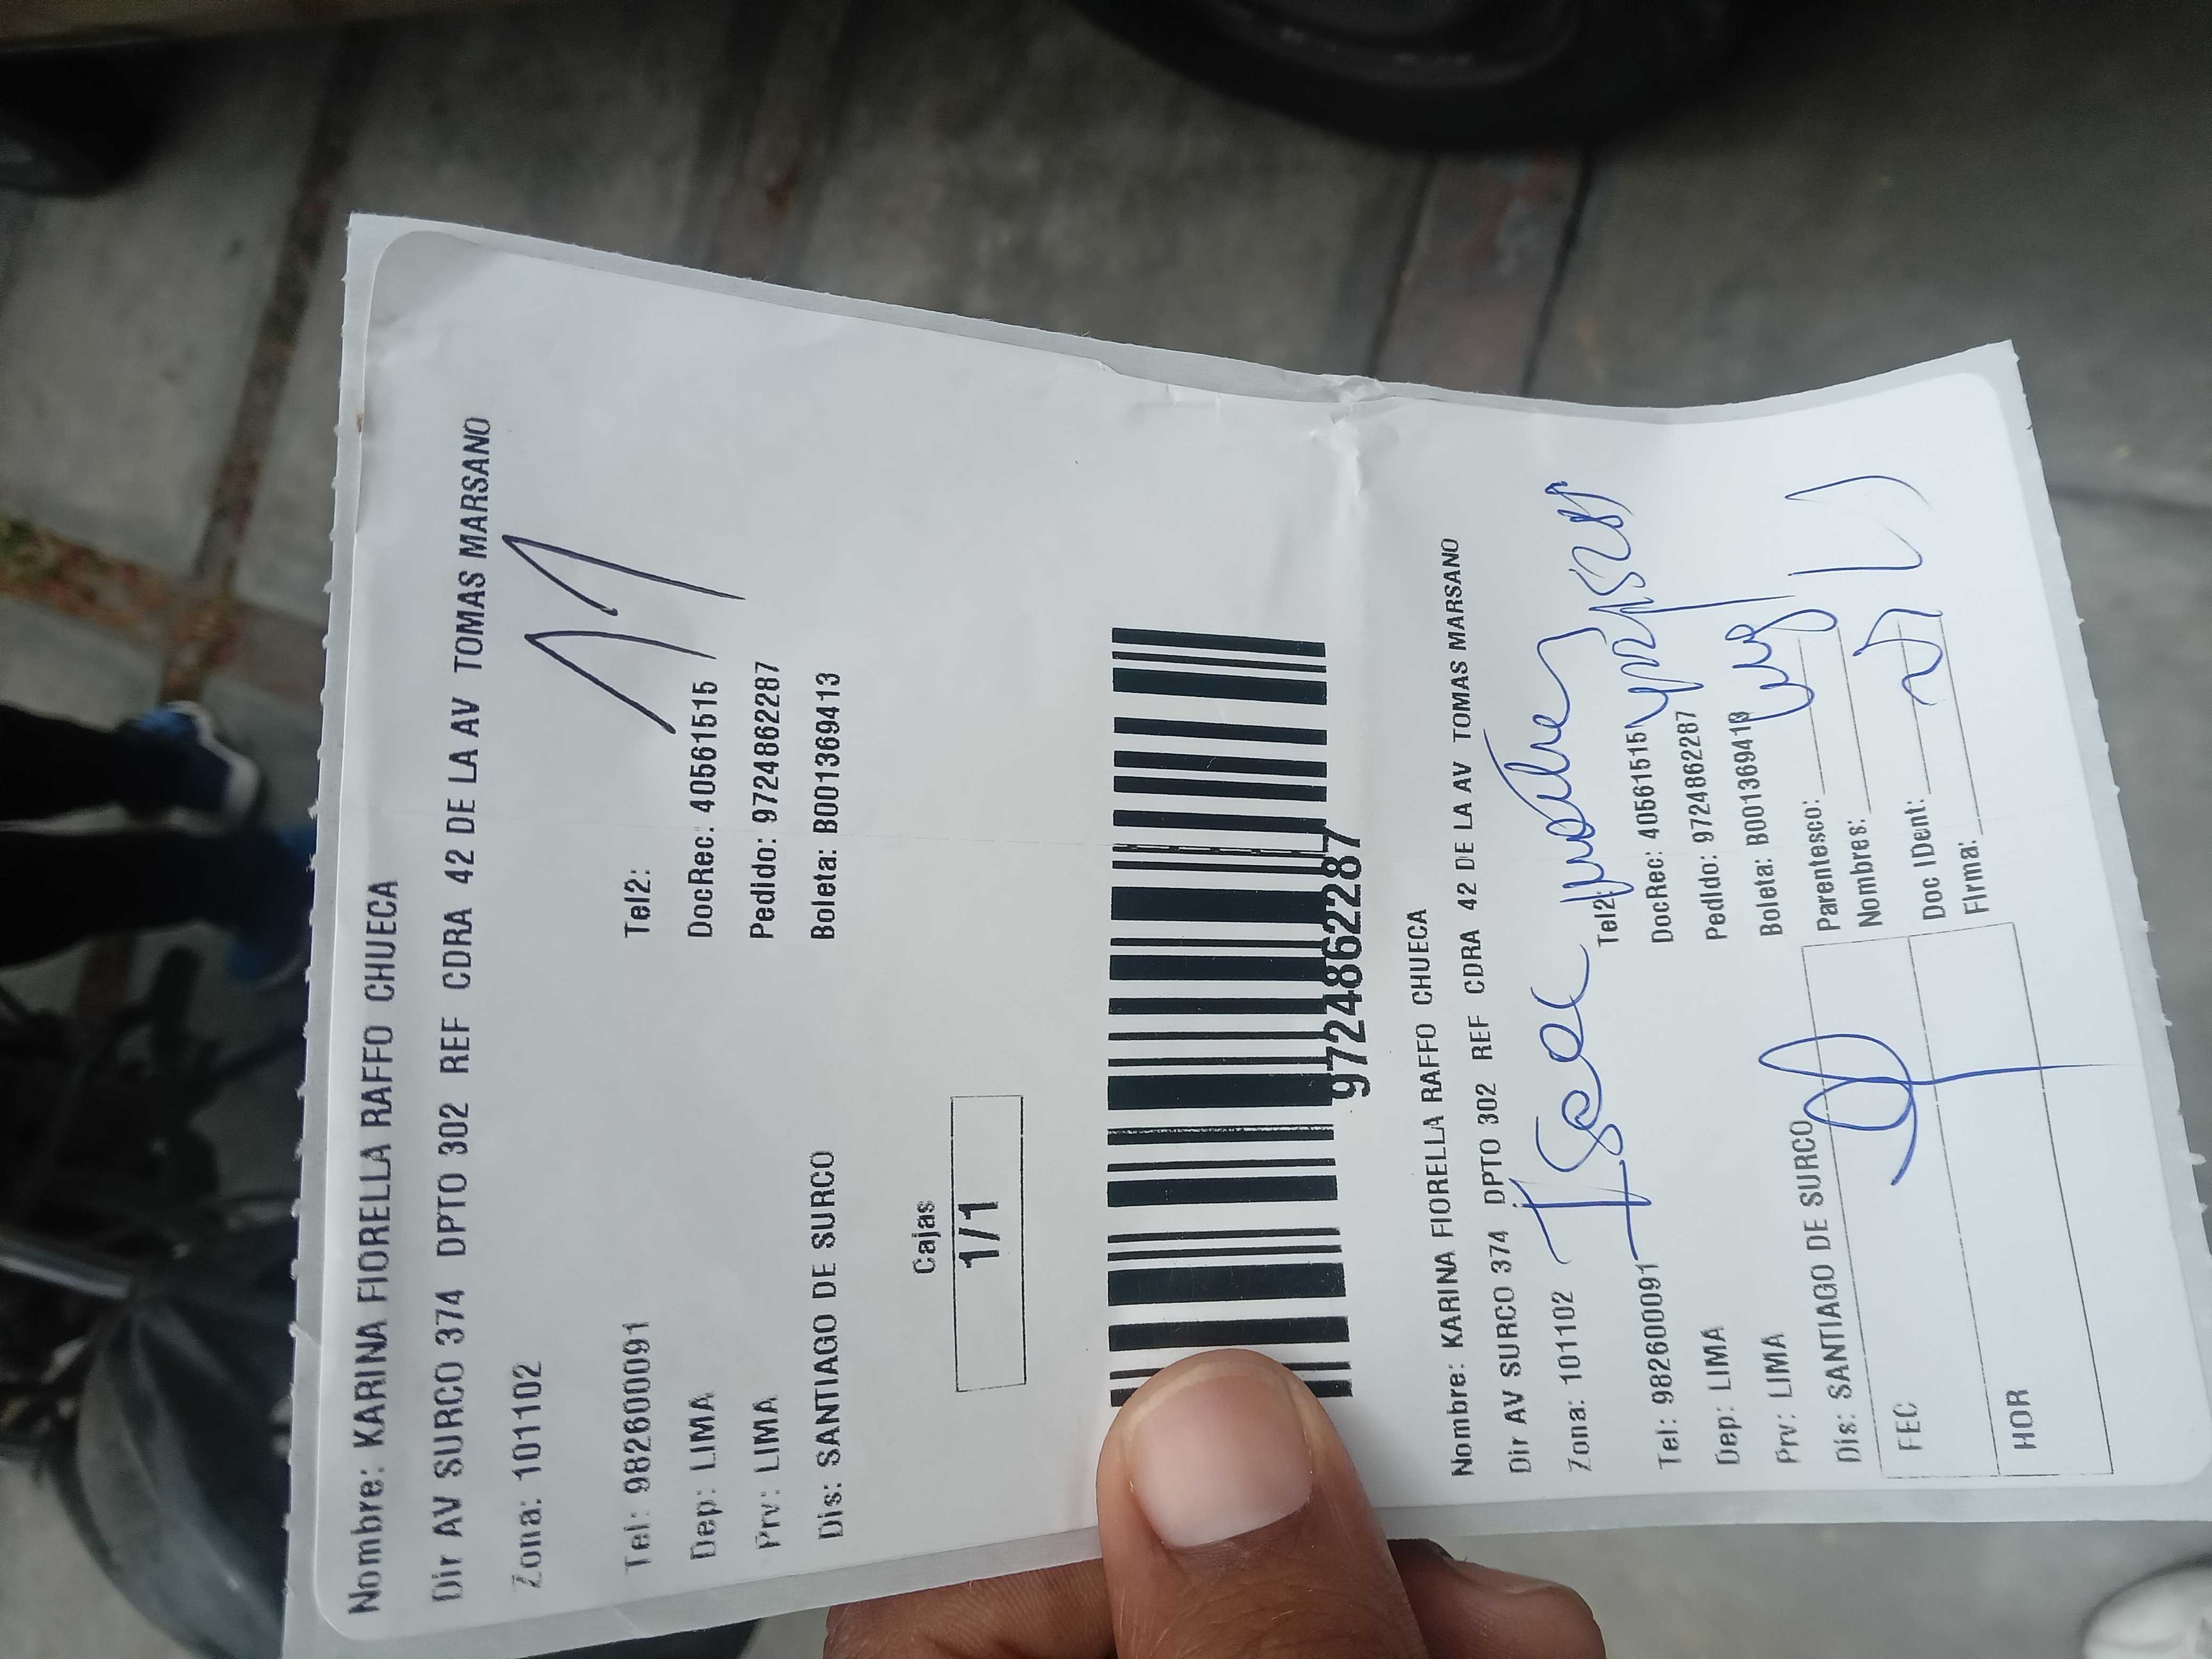 Nombre: KARINA FIORELLA RAFFO CHUECA
Dir AV SURCO 374 DPTO 302 REF CDRA 42 DE LA AV TOMAS MARSANO
Zona: 101102
Tel: 982600091 Tel2:
Dep: LIMA DocRec: 40561515
Prv: LIMA Pedido: 9724862287
Dis: SANTIAGO DE SURCO Boleta: B001369413
Cajas
1/1
9724862287
Nombre: KARINA FIORELLA RAFFO CHUECA
Dir AV SURCO 374 DPTO 302 REF CDRA 42 DE LA AV TOMAS MARSANO
Zona: 101102
Tel: 982600091 Tel2:
Dep: LIMA DocRec: 40561515
Prv: LIMA Pedido: 9724862287
Dis: SANTIAGO DE SURCO Boleta: B001369413
FEC Parentesco:
Nombres:
HOR Doc IDent:
Firma: